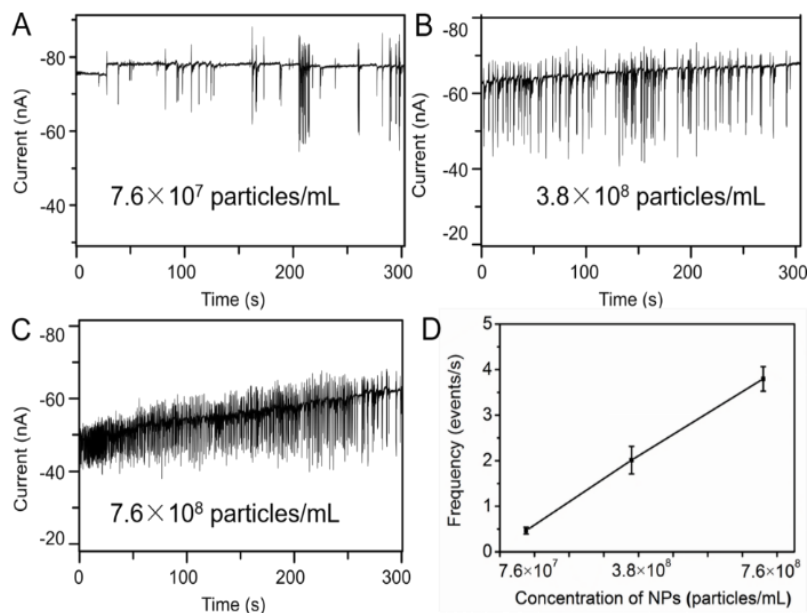 A
-80
-60
-40
Current (nA)
7.6×10⁷ particles/mL
0
100
200
300
Time (s)
B
-80
-60
-40
-20
Current (nA)
3.8×10⁸ particles/mL
0
100
200
300
Time (s)
C
-80
-60
-40
-20
Current (nA)
7.6×10⁸ particles/mL
0
100
200
300
Time (s)
D
5
4
3
2
1
0
Frequency (events/s)
7.6×10⁷
3.8×10⁸
7.6×10⁸
Concentration of NPs (particles/mL)